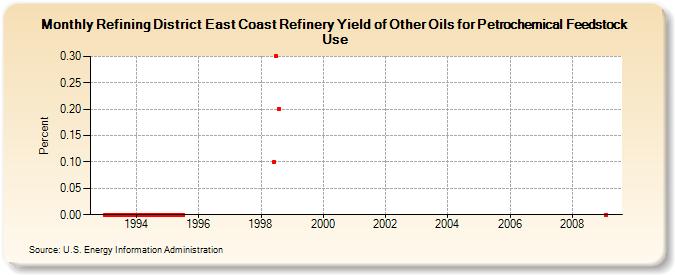 Monthly Refining District East Coast Refinery Yield of Other Oils for Petrochemical Feedstock
Use
Percent
0.30
0.25
0.20
0.15
0.10
0.05
0.00
1994 1996 1998 2000 2002 2004 2006 2008
Source: U.S. Energy Information Administration